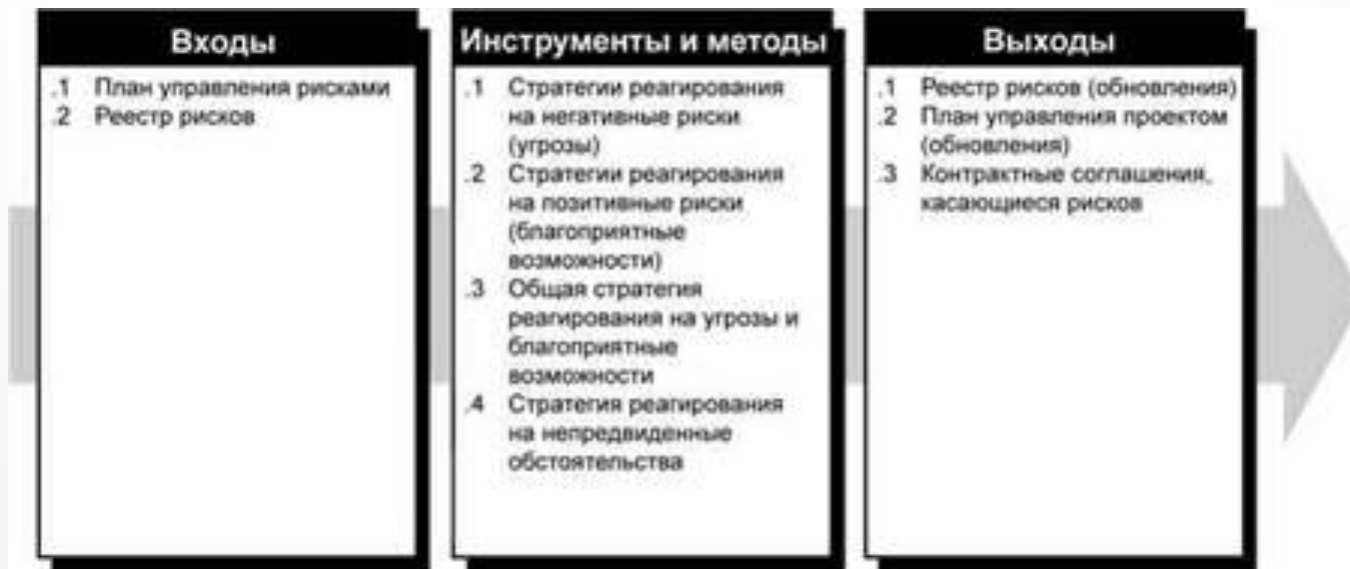 Входы
.1 План управления рисками
.2 Реестр рисков
Инструменты и методы
.1 Стратегии реагирования
на негативные риски
(угрозы)
.2 Стратегии реагирования
на позитивные риски
(благоприятные
возможности)
.3 Общая стратегия
реагирования на угрозы и
благоприятные
возможности
.4 Стратегия реагирования
на непредвиденные
обстоятельства
Выходы
.1 Реестр рисков (обновления)
.2 План управления проектом
(обновления)
.3 Контрактные соглашения,
касающиеся рисков